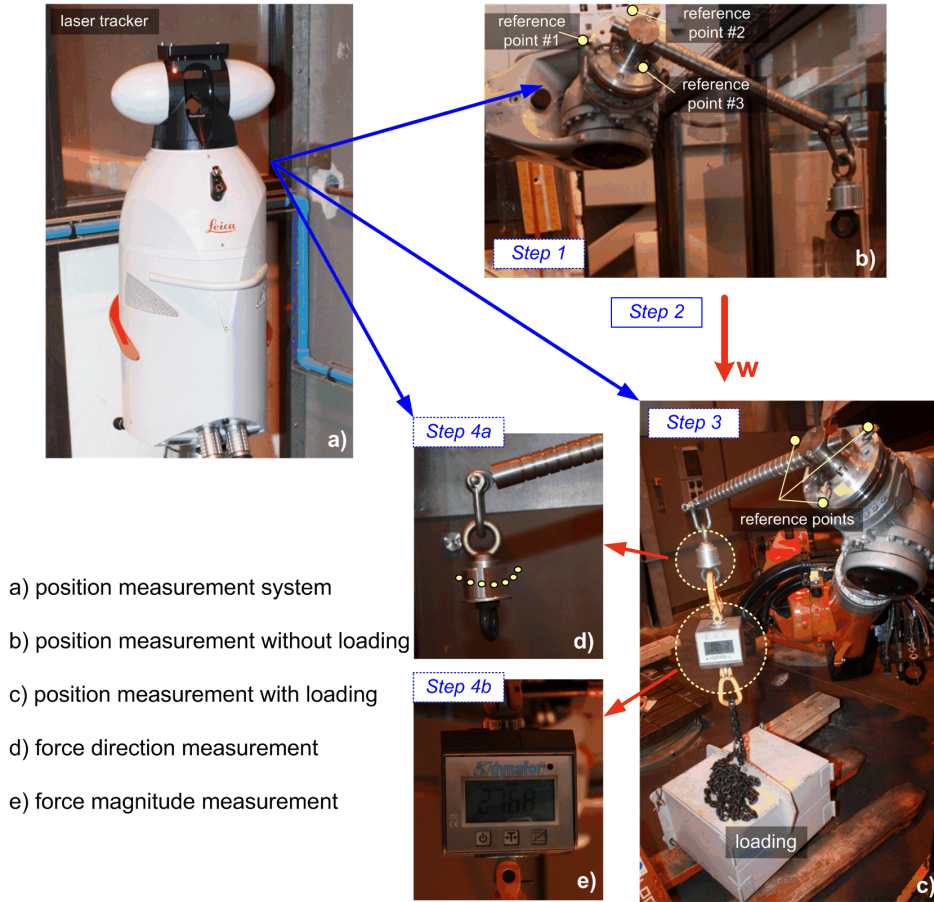 laser tracker
Leica
a)
reference
point #1
reference
point #2
reference
point #3
Step 1
b)
Step 2
w
Step 3
reference points
loading
c)
Step 4a
d)
Step 4b
dynafor
2768
e)
a) position measurement system
b) position measurement without loading
c) position measurement with loading
d) force direction measurement
e) force magnitude measurement